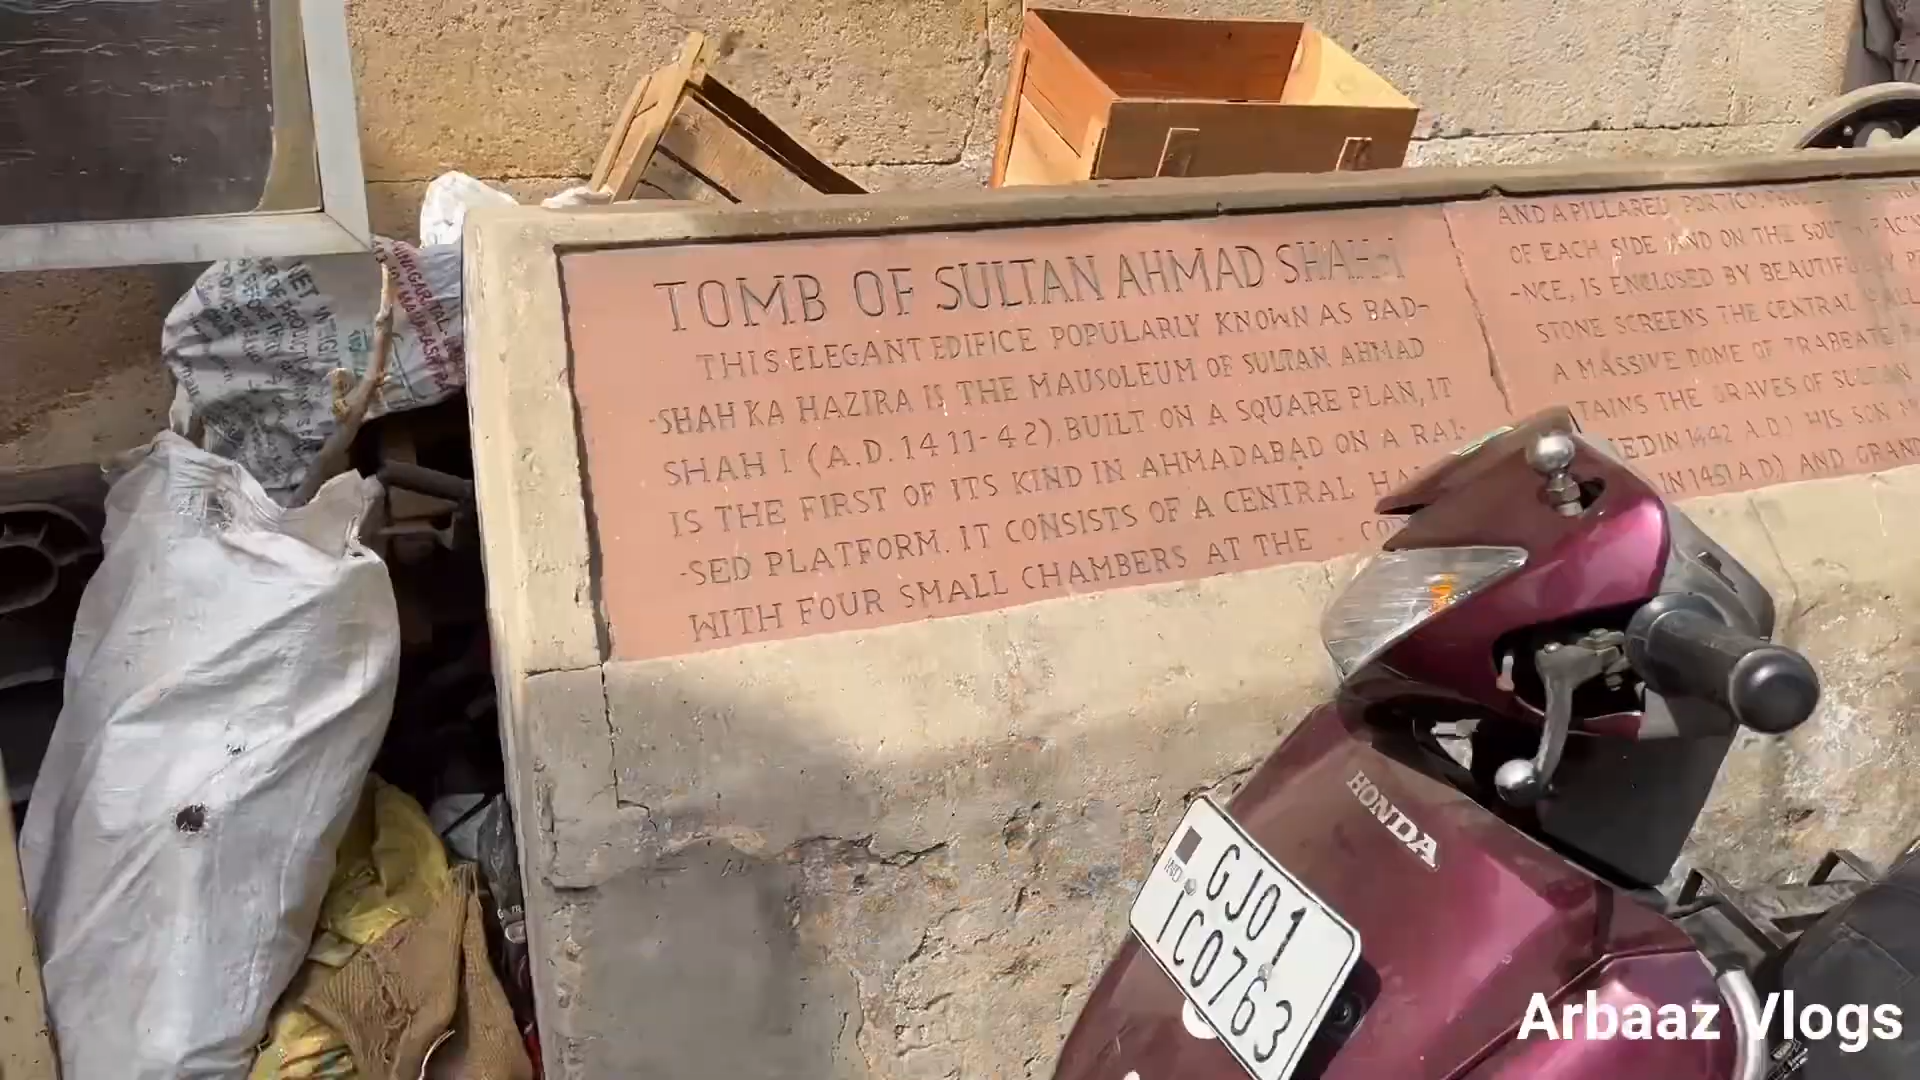 TOMB OF SULTAN AHMAD SHAH-I
THIS ELEGANT EDIFICE POPULARLY KNOWN AS BAD-
-SHAH KA HAZIRA IS THE MAUSOLEUM OF SULTAN AHMAD
SHAH I (A.D. 1411-42). BUILT ON A SQUARE PLAN, IT
IS THE FIRST OF ITS KIND IN AHMADABAD ON A RAI-
-SED PLATFORM. IT CONSISTS OF A CENTRAL
WITH FOUR SMALL CHAMBERS AT THE
AND A PILLARED PORTICO
OF EACH SIDE AND ON THE
-NCE, IS ENCLOSED BY
STONE SCREENS THE CENTRAL
A MASSIVE DOME OF TRABEATE
TAINS THE GRAVES OF SULTAN
IN 1442 A.D.) HIS SON
IN 1451 A.D.) AND
HONDA
IND
GJ01
IC0763
Arbaaz Vlogs